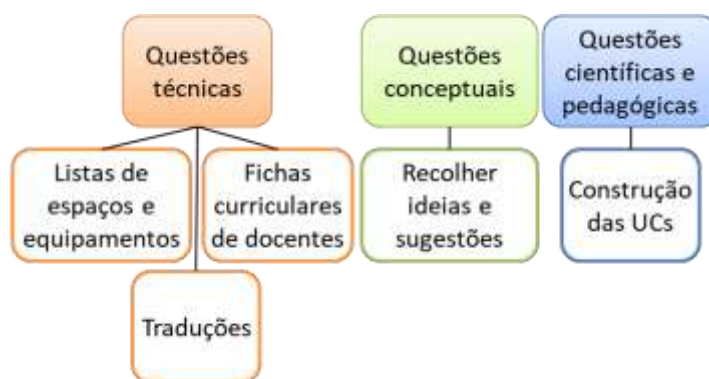 Questões
técnicas
Questões
conceptuais
Questões
científicas e
pedagógicas
Listas de
espaços e
equipamentos
Fichas
curriculares
de docentes
Recolher
ideias e
sugestões
Construção
das UCs
Traduções